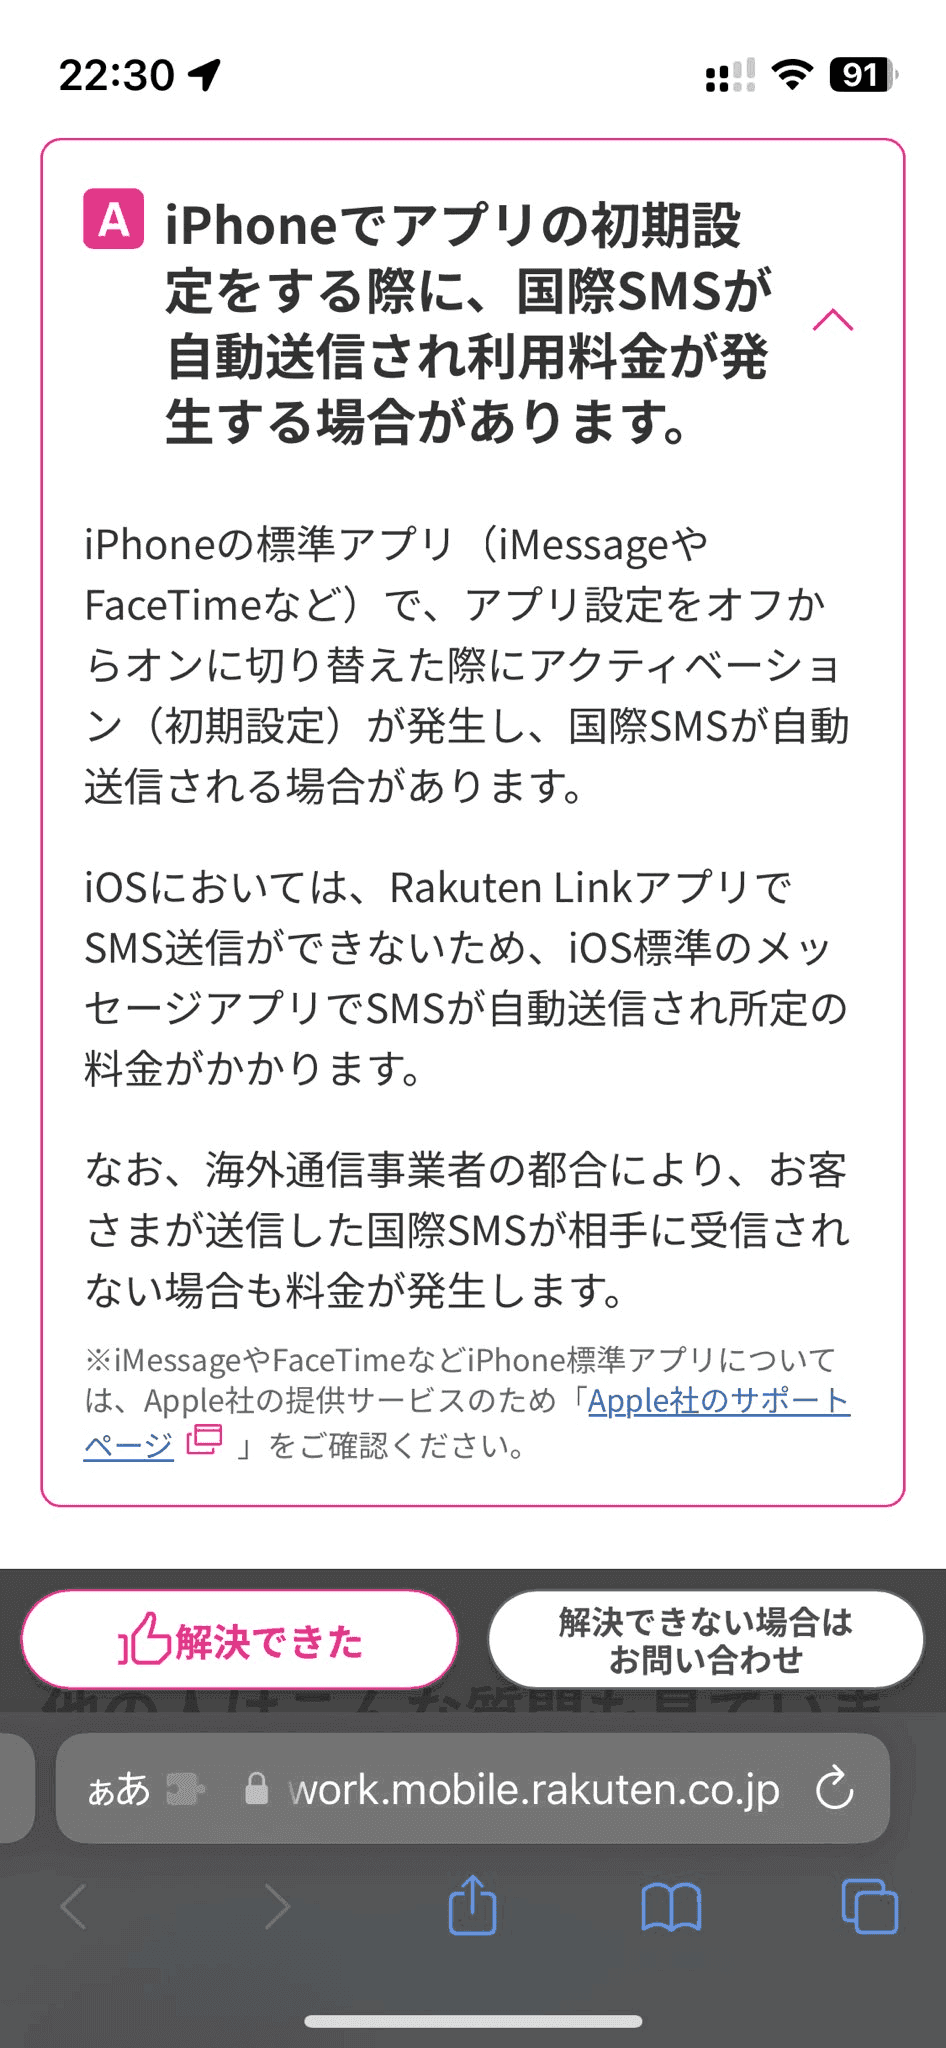 22:30
91
A iPhoneでアプリの初期設
定をする際に、国際SMSが
自動送信され利用料金が発
生する場合があります。
iPhoneの標準アプリ（iMessageや
FaceTimeなど）で、アプリ設定をオフか
らオンに切り替えた際にアクティベーショ
ン（初期設定）が発生し、国際SMSが自動
送信される場合があります。
iOSにおいては、Rakuten Linkアプリで
SMS送信ができないため、iOS標準のメッ
セージアプリでSMSが自動送信され所定の
料金がかかります。
なお、海外通信事業者の都合により、お客
さまが送信した国際SMSが相手に受信され
ない場合も料金が発生します。
※iMessageやFaceTimeなどiPhone標準アプリについて
は、Apple社の提供サービスのため「Apple社のサポート
ページ 」をご確認ください。
解決できた
解決できない場合は
お問い合わせ
他の人はこんな質問も見ていま
ぁあ work.mobile.rakuten.co.jp